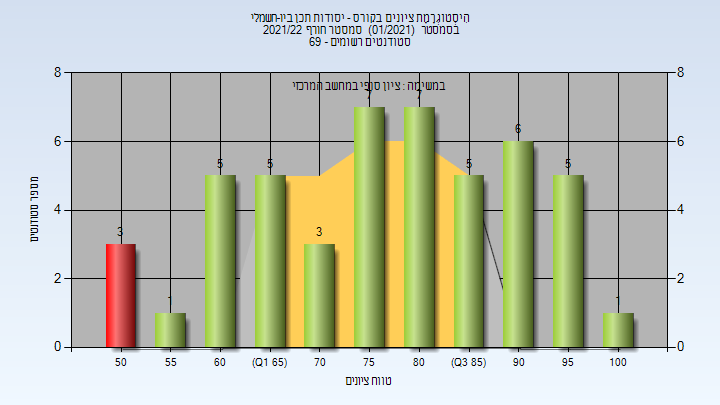 היסטוגרמת ציונים בקורס - יסודות תכן ביו-חשמלי
בסמסטר (01/2021) סמסטר חורף 2021/22
סטודנטים רשומים - 69
במשימה : ציון סופי במחשב המרכזי
מספר סטודנטים
8 8
6 6
4 4
2 2
0 0
3 1 5 5 3 7 7 5 6 5 1
50 55 60 (Q1 65) 70 75 80 (Q3 85) 90 95 100
טווח ציונים